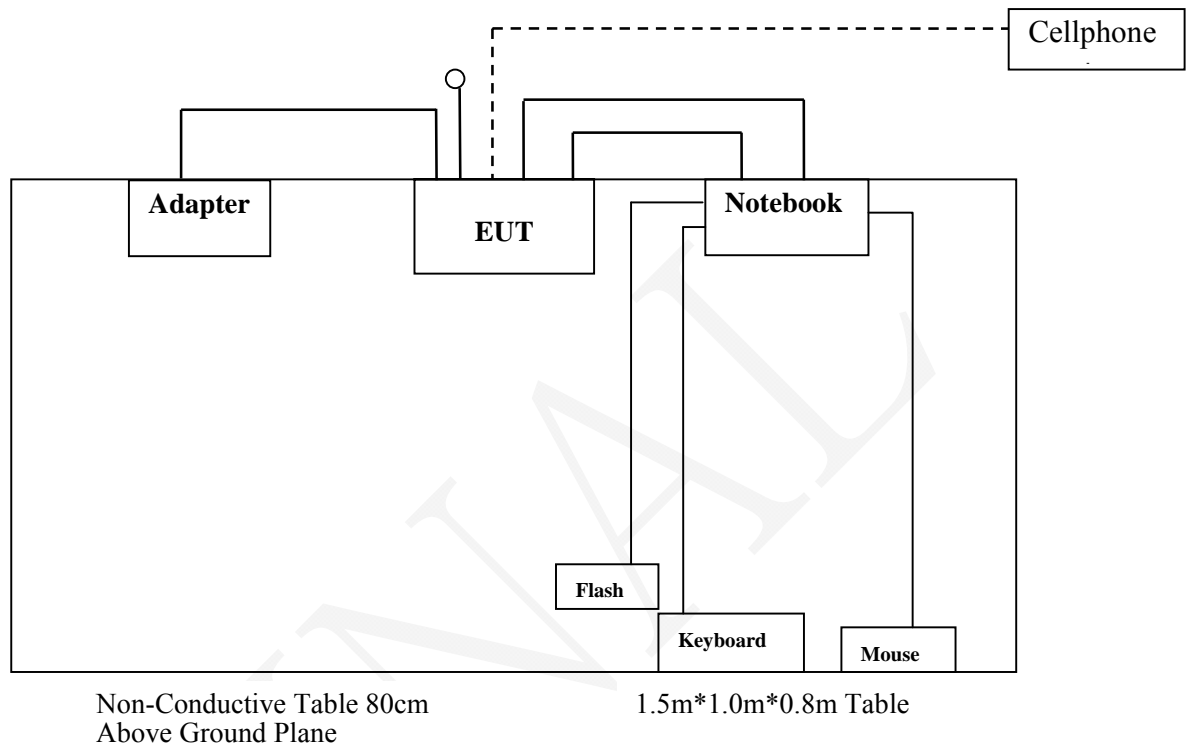 Cellphone
Adapter
EUT
Notebook
Flash
Keyboard
Mouse
Non-Conductive Table 80cm
Above Ground Plane
1.5m*1.0m*0.8m Table